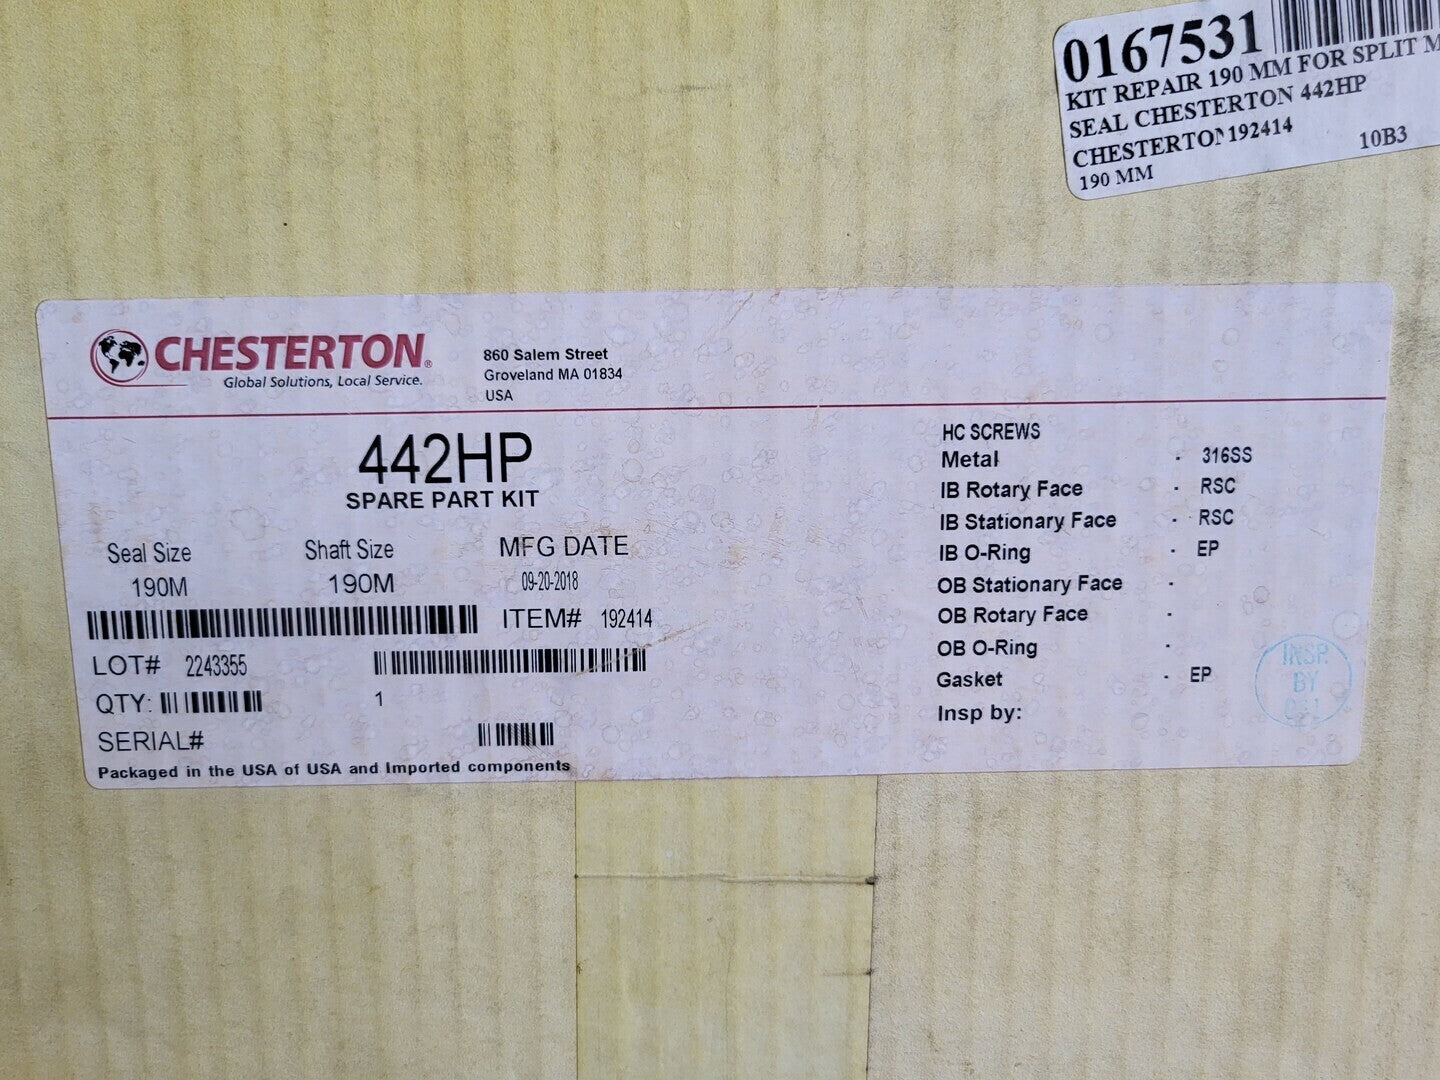 0167531
KIT REPAIR 190 MM FOR SPLIT M
SEAL CHESTERTON 442HP
CHESTERTON 192414
10B3
190 MM
CHESTERTON®
Global Solutions, Local Service.
860 Salem Street
Groveland MA 01834
USA
442HP
SPARE PART KIT
Seal Size Shaft Size MFG DATE
190M 190M 09-20-2018
ITEM# 192414
LOT# 2243355
QTY: 1
SERIAL#
Packaged in the USA of USA and Imported components
HC SCREWS
Metal - 316SS
IB Rotary Face - RSC
IB Stationary Face - RSC
IB O-Ring - EP
OB Stationary Face -
OB Rotary Face -
OB O-Ring -
Gasket - EP
Insp by:
INSP.
BY